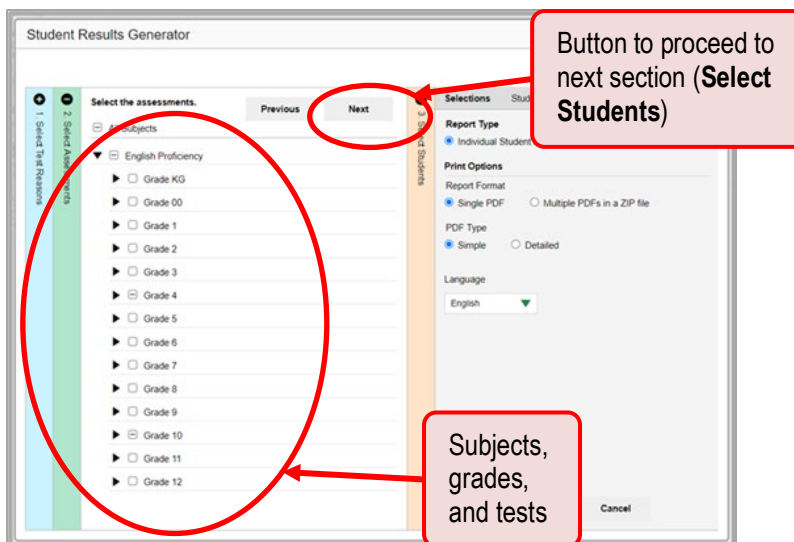 Student Results Generator
Button to proceed to
next section (Select
Students)
1. Select Test Reasons
2. Select Assessments
Select the assessments.
Previous
Next
All Subjects
English Proficiency
Grade KG
Grade 00
Grade 1
Grade 2
Grade 3
Grade 4
Grade 5
Grade 6
Grade 7
Grade 8
Grade 9
Grade 10
Grade 11
Grade 12
3. Select Students
Selections
Report Type
Individual Student
Print Options
Report Format
Single PDF
Multiple PDFs in a ZIP file
PDF Type
Simple
Detailed
Language
English
Subjects,
grades,
and tests
Cancel